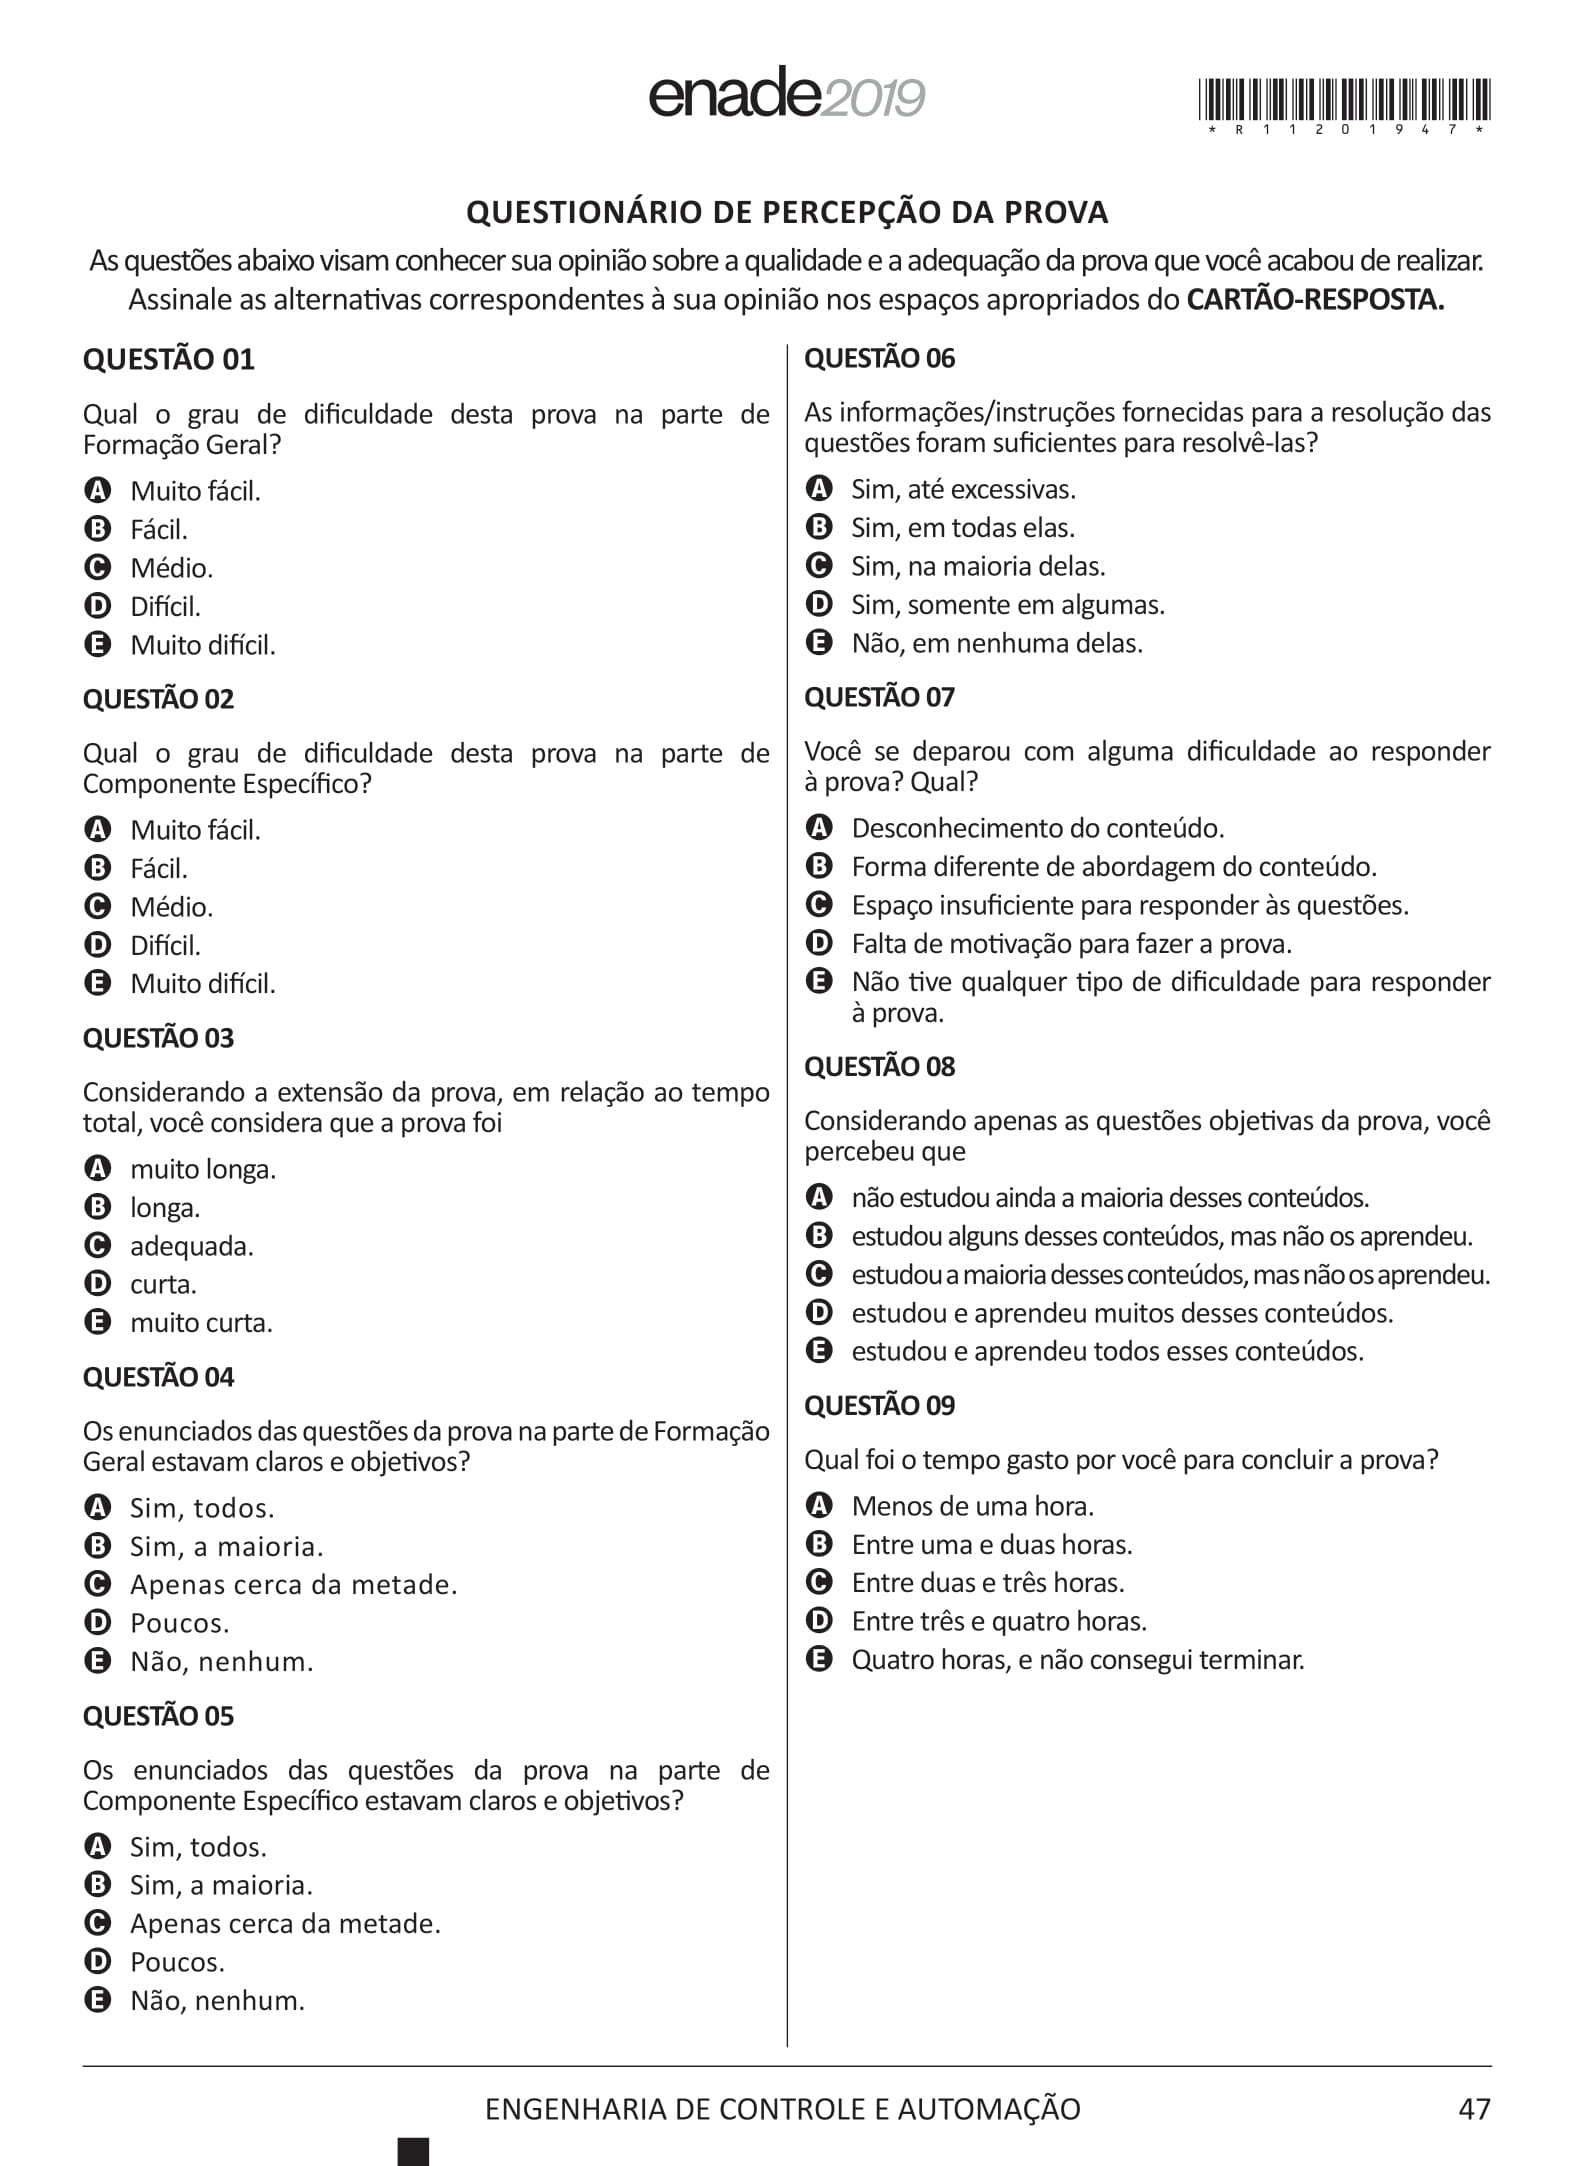 enade2019
*R11201947*
QUESTIONÁRIO DE PERCEPÇÃO DA PROVA
As questões abaixo visam conhecer sua opinião sobre a qualidade e a adequação da prova que você acabou de realizar.
Assinale as alternativas correspondentes à sua opinião nos espaços apropriados do CARTÃO-RESPOSTA.
QUESTÃO 01
Qual o grau de dificuldade desta prova na parte de
Formação Geral?
A Muito fácil.
B Fácil.
C Médio.
D Difícil.
E Muito difícil.
QUESTÃO 02
Qual o grau de dificuldade desta prova na parte de
Componente Específico?
A Muito fácil.
B Fácil.
C Médio.
D Difícil.
E Muito difícil.
QUESTÃO 03
Considerando a extensão da prova, em relação ao tempo
total, você considera que a prova foi
A muito longa.
B longa.
C adequada.
D curta.
E muito curta.
QUESTÃO 04
Os enunciados das questões da prova na parte de Formação
Geral estavam claros e objetivos?
A Sim, todos.
B Sim, a maioria.
C Apenas cerca da metade.
D Poucos.
E Não, nenhum.
QUESTÃO 05
Os enunciados das questões da prova na parte de
Componente Específico estavam claros e objetivos?
A Sim, todos.
B Sim, a maioria.
C Apenas cerca da metade.
D Poucos.
E Não, nenhum.
QUESTÃO 06
As informações/instruções fornecidas para a resolução das
questões foram suficientes para resolvê-las?
A Sim, até excessivas.
B Sim, em todas elas.
C Sim, na maioria delas.
D Sim, somente em algumas.
E Não, em nenhuma delas.
QUESTÃO 07
Você se deparou com alguma dificuldade ao responder
à prova? Qual?
A Desconhecimento do conteúdo.
B Forma diferente de abordagem do conteúdo.
C Espaço insuficiente para responder às questões.
D Falta de motivação para fazer a prova.
E Não tive qualquer tipo de dificuldade para responder
à prova.
QUESTÃO 08
Considerando apenas as questões objetivas da prova, você
percebeu que
A não estudou ainda a maioria desses conteúdos.
B estudou alguns desses conteúdos, mas não os aprendeu.
C estudou a maioria desses conteúdos, mas não os aprendeu.
D estudou e aprendeu muitos desses conteúdos.
E estudou e aprendeu todos esses conteúdos.
QUESTÃO 09
Qual foi o tempo gasto por você para concluir a prova?
A Menos de uma hora.
B Entre uma e duas horas.
C Entre duas e três horas.
D Entre três e quatro horas.
E Quatro horas, e não consegui terminar.
ENGENHARIA DE CONTROLE E AUTOMAÇÃO
47